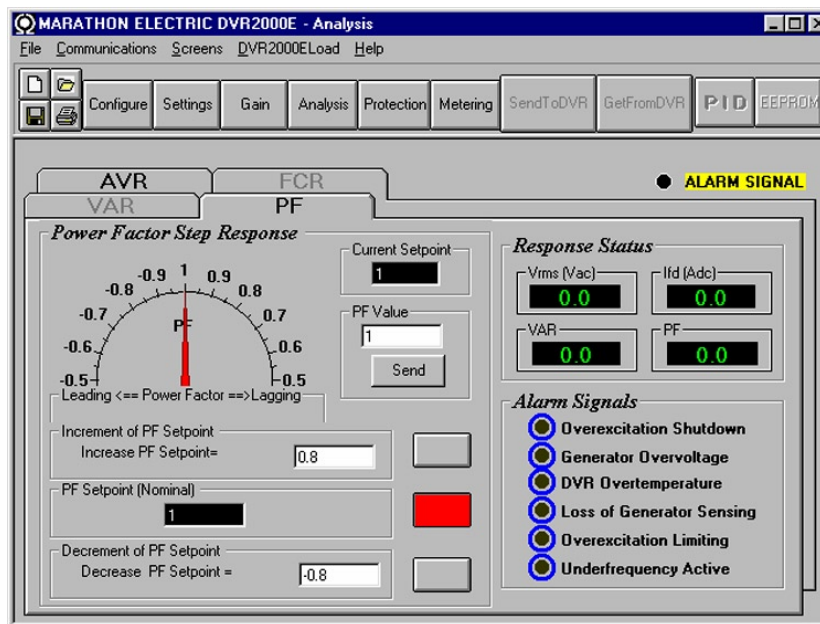 MARATHON ELECTRIC DVR2000E - Analysis
File Communications Screens DVR2000ELoad Help
Configure Settings Gain Analysis Protection Metering SendToDVR GetFromDVR PID EEPROM
AVR FCR
ALARM SIGNAL
VAR PF
Power Factor Step Response
Current Setpoint
1
-0.9 1 0.9
-0.8 0.8
-0.7 0.7
-0.6 0.6
-0.5 0.5
PF
PF Value
1
Send
Leading <== Power Factor ==>Lagging
Increment of PF Setpoint
Increase PF Setpoint= 0.8
PF Setpoint (Nominal)
1
Decrement of PF Setpoint
Decrease PF Setpoint = -0.8
Response Status
Vrms (Vac) Ifd (Adc)
0.0 0.0
VAR PF
0.0 0.0
Alarm Signals
Overexcitation Shutdown
Generator Overvoltage
DVR Overtemperature
Loss of Generator Sensing
Overexcitation Limiting
Underfrequency Active